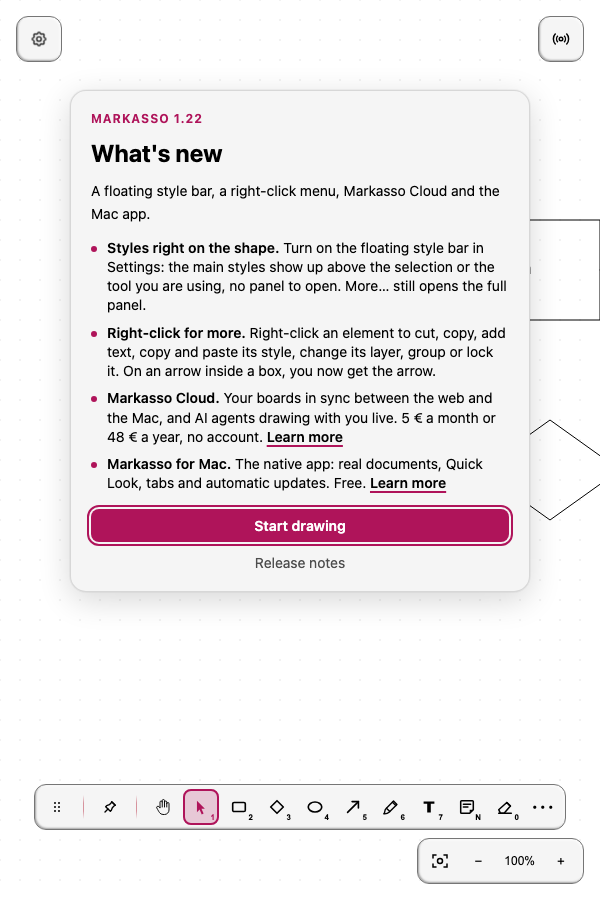 MARKASSO 1.22
What's new
A floating style bar, a right-click menu, Markasso Cloud and the
Mac app.
Styles right on the shape. Turn on the floating style bar in
Settings: the main styles show up above the selection or the
tool you are using, no panel to open. More... still opens the full
panel.
Right-click for more. Right-click an element to cut, copy, add
text, copy and paste its style, change its layer, group or lock
it. On an arrow inside a box, you now get the arrow.
Markasso Cloud. Your boards in sync between the web and
the Mac, and AI agents drawing with you live. 5 € a month or
48 € a year, no account. Learn more
Markasso for Mac. The native app: real documents, Quick
Look, tabs and automatic updates. Free. Learn more
Start drawing
Release notes
1 2 3 4 5 6 T 7 N 0
− 100% +